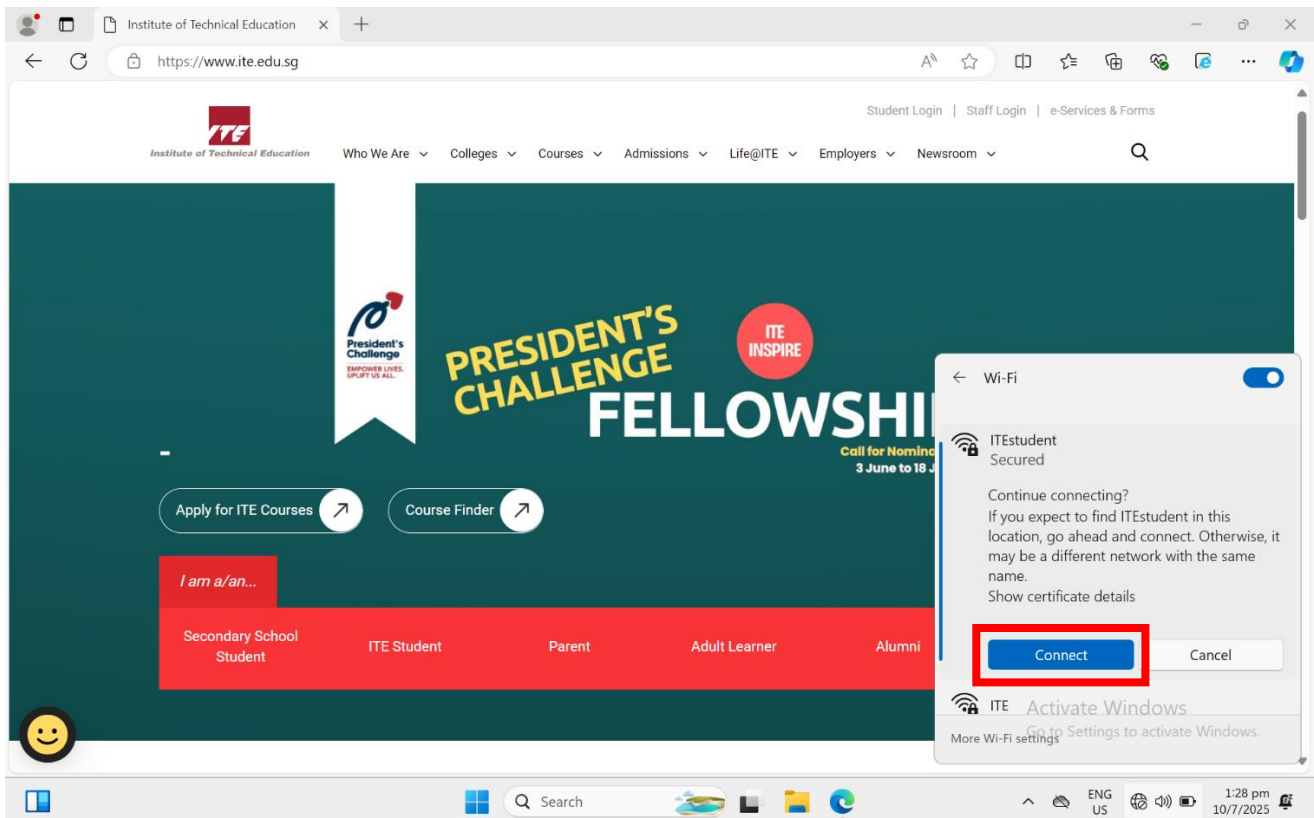 Institute of Technical Education
https://www.ite.edu.sg
Student Login | Staff Login | e-Services & Forms
ITE
Institute of Technical Education
Who We Are
Colleges
Courses
Admissions
Life@ITE
Employers
Newsroom
President's
Challenge
EMPOWER LIVES.
UPLIFT US ALL.
PRESIDENT'S
CHALLENGE
ITE
INSPIRE
FELLOWSHI
Call for Nomina
3 June to 18 J
Apply for ITE Courses
Course Finder
I am a/an...
Secondary School
Student
ITE Student
Parent
Adult Learner
Alumni
Wi-Fi
ITEstudent
Secured
Continue connecting?
If you expect to find ITEstudent in this
location, go ahead and connect. Otherwise, it
may be a different network with the same
name.
Show certificate details
Connect
Cancel
ITE
Activate Windows
Go to Settings to activate Windows.
More Wi-Fi settings
Search
ENG
US
1:28 pm
10/7/2025